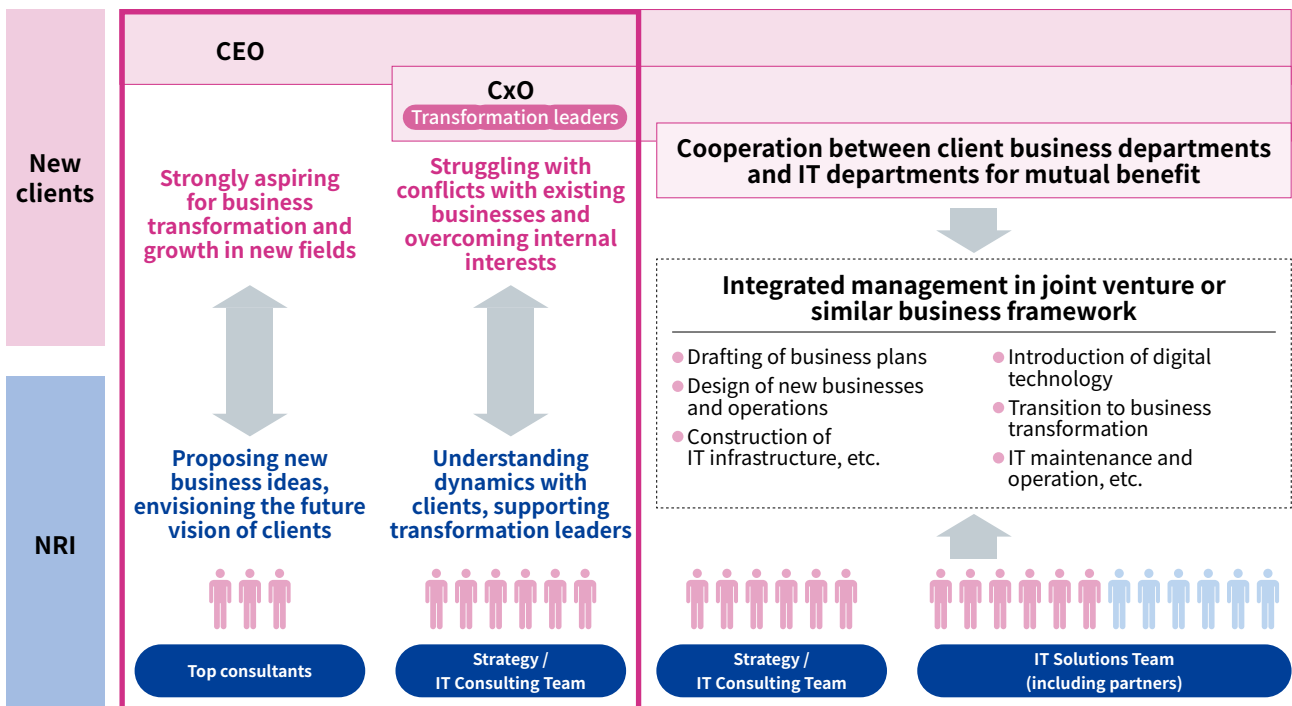 New
clients
CEO
CxO
Transformation leaders
Strongly aspiring
for business
transformation and
growth in new fields
Struggling with
conflicts with existing
businesses and
overcoming internal
interests
Cooperation between client business departments
and IT departments for mutual benefit
Integrated management in joint venture or
similar business framework
Drafting of business plans
Design of new businesses
and operations
Construction of
IT infrastructure, etc.
Introduction of digital
technology
Transition to business
transformation
IT maintenance and
operation, etc.
NRI
Proposing new
business ideas,
envisioning the future
vision of clients
Understanding
dynamics with
clients, supporting
transformation leaders
Top consultants
Strategy /
IT Consulting Team
Strategy /
IT Consulting Team
IT Solutions Team
(including partners)